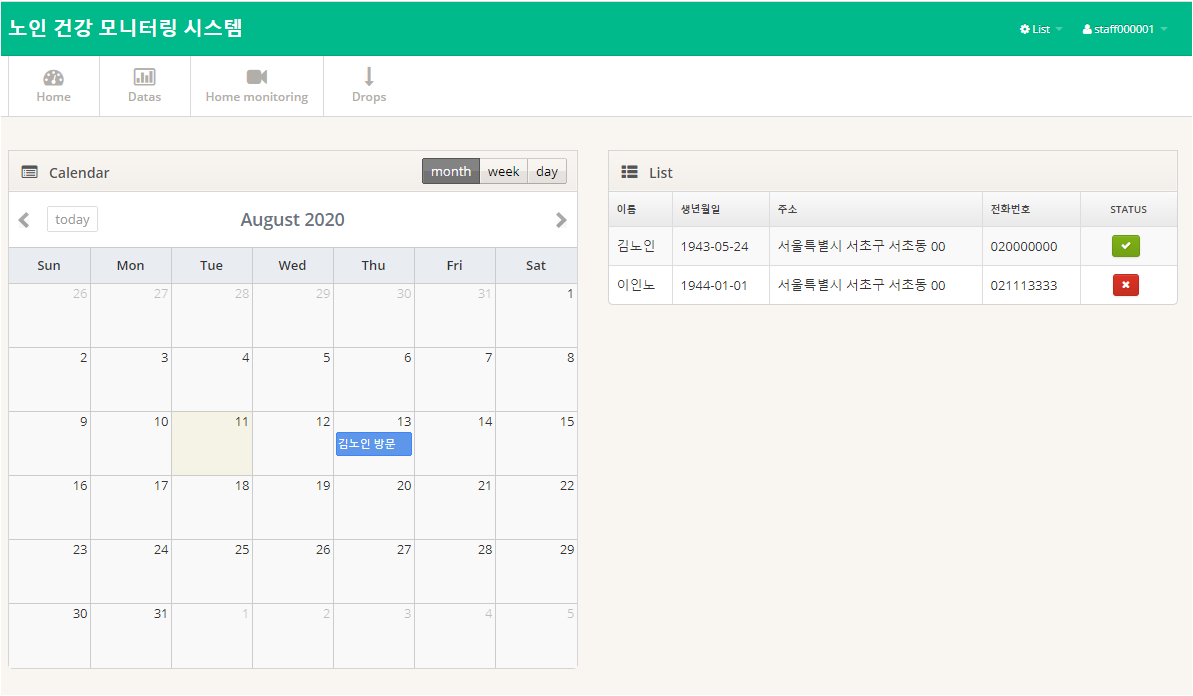 노인 건강 모니터링 시스템
List
staff000001
Home
Datas
Home monitoring
Drops
Calendar
month week day
today
August 2020
Sun Mon Tue Wed Thu Fri Sat
26 27 28 29 30 31 1
2 3 4 5 6 7 8
9 10 11 12 13 14 15
김노인 방문
16 17 18 19 20 21 22
23 24 25 26 27 28 29
30 31 1 2 3 4 5
List
이름 생년월일 주소 전화번호 STATUS
김노인 1943-05-24 서울특별시 서초구 서초동 00 020000000
이인노 1944-01-01 서울특별시 서초구 서초동 00 021113333